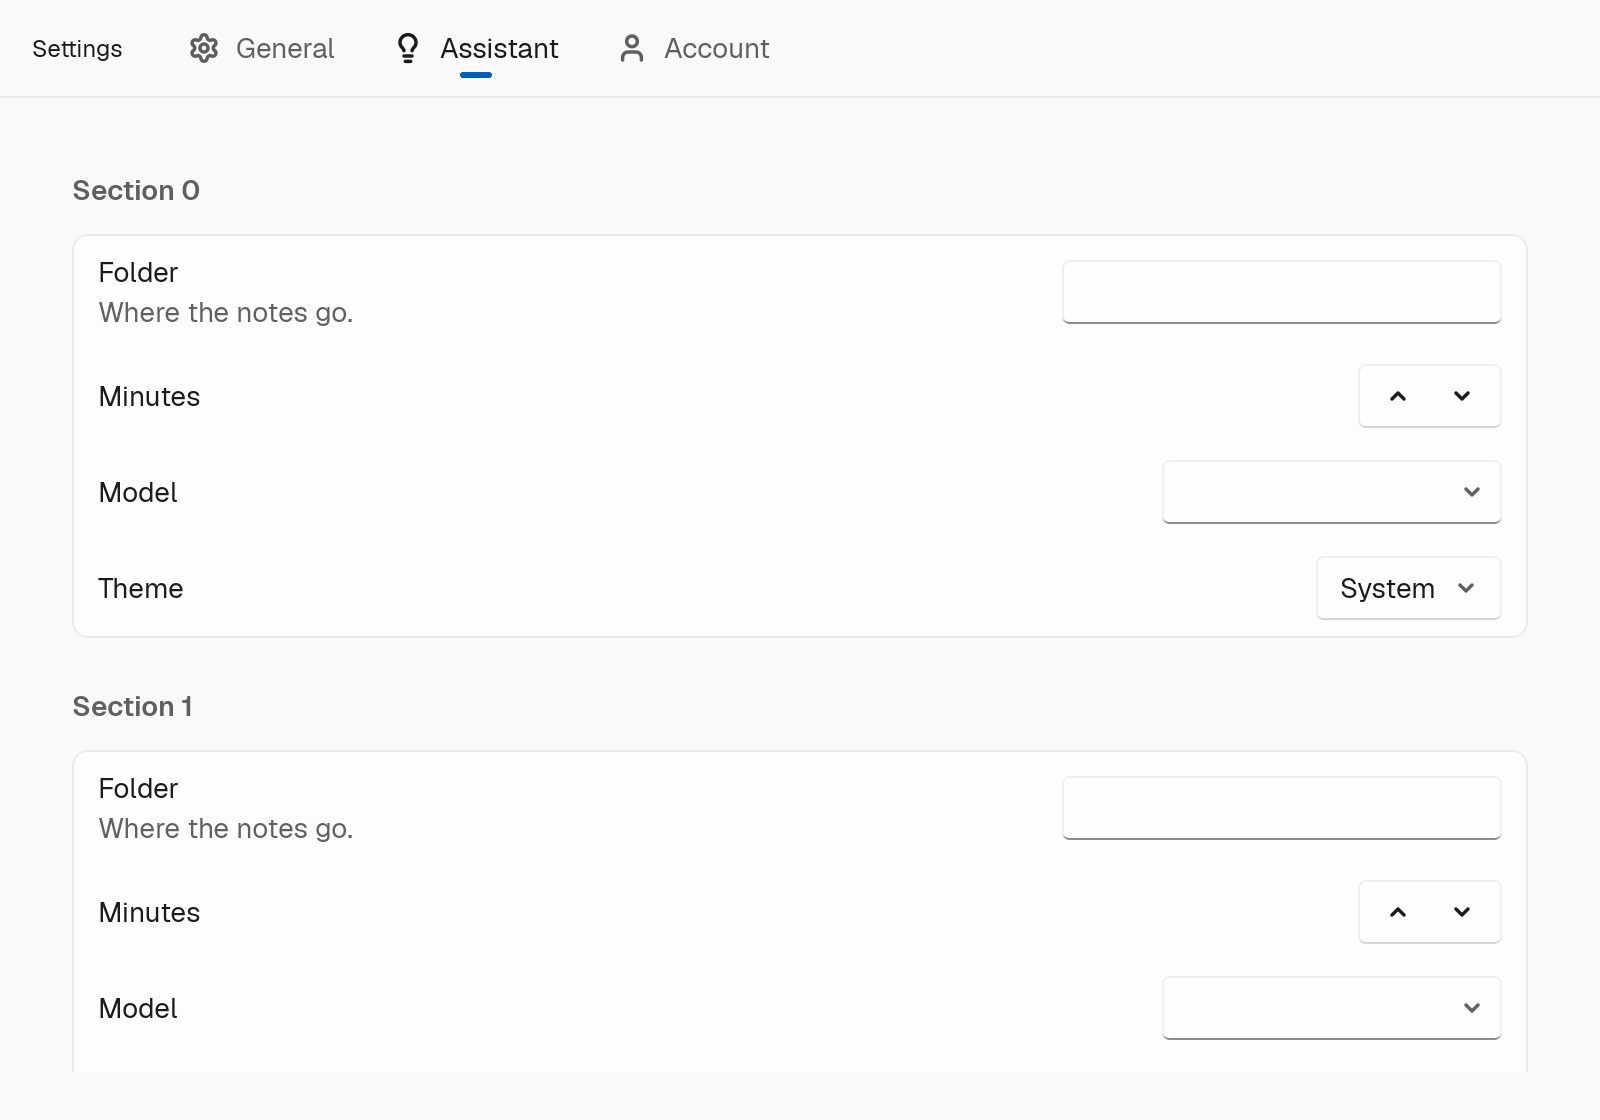 Settings General Assistant Account
Section 0
Folder
Where the notes go.
Minutes
Model
Theme System
Section 1
Folder
Where the notes go.
Minutes
Model